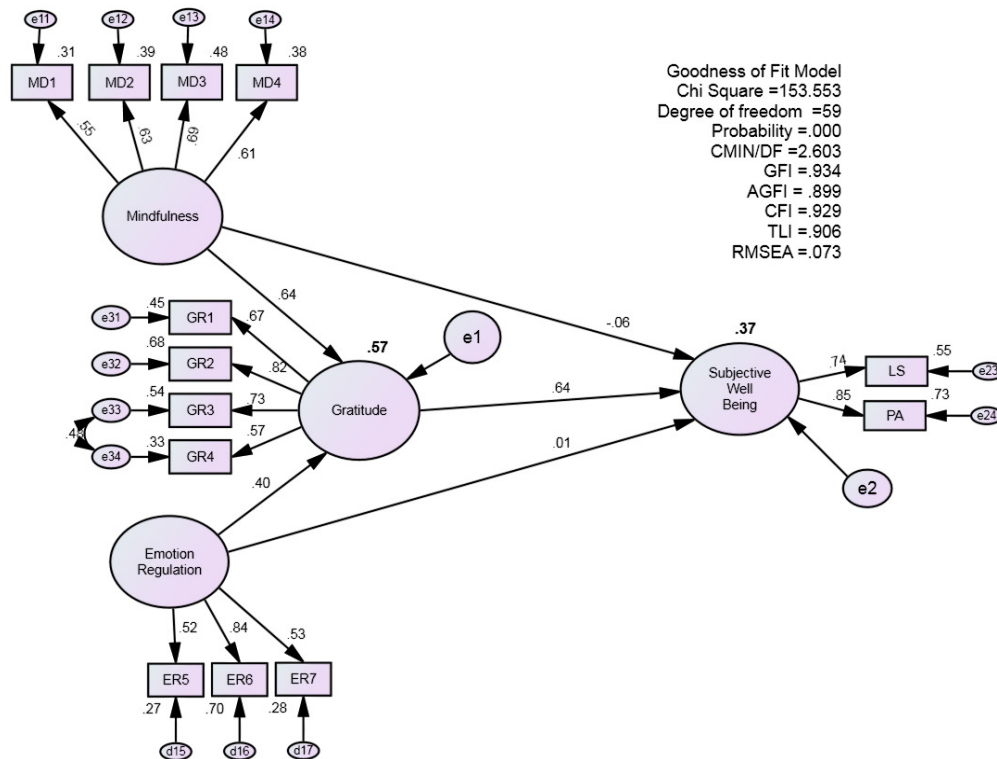 e11
e12
e13
e14
.31
.39
.48
.38
MD1
MD2
MD3
MD4
.55
.63
.69
.61
Mindfulness
Goodness of Fit Model
Chi Square =153.553
Degree of freedom =59
Probability =.000
CMIN/DF =2.603
GFI =.934
AGFI = .899
CFI =.929
TLI =.906
RMSEA =.073
.64
-.06
e31
.45
GR1
.67
e32
.68
GR2
.82
e33
.54
GR3
.73
.48
e34
.33
GR4
.57
.57
Gratitude
e1
.64
.37
Subjective
Well
Being
.74
.55
LS
e23
.85
.73
PA
e24
e2
.01
.40
Emotion
Regulation
.52
.84
.53
ER5
ER6
ER7
.27
.70
.28
d15
d16
d17